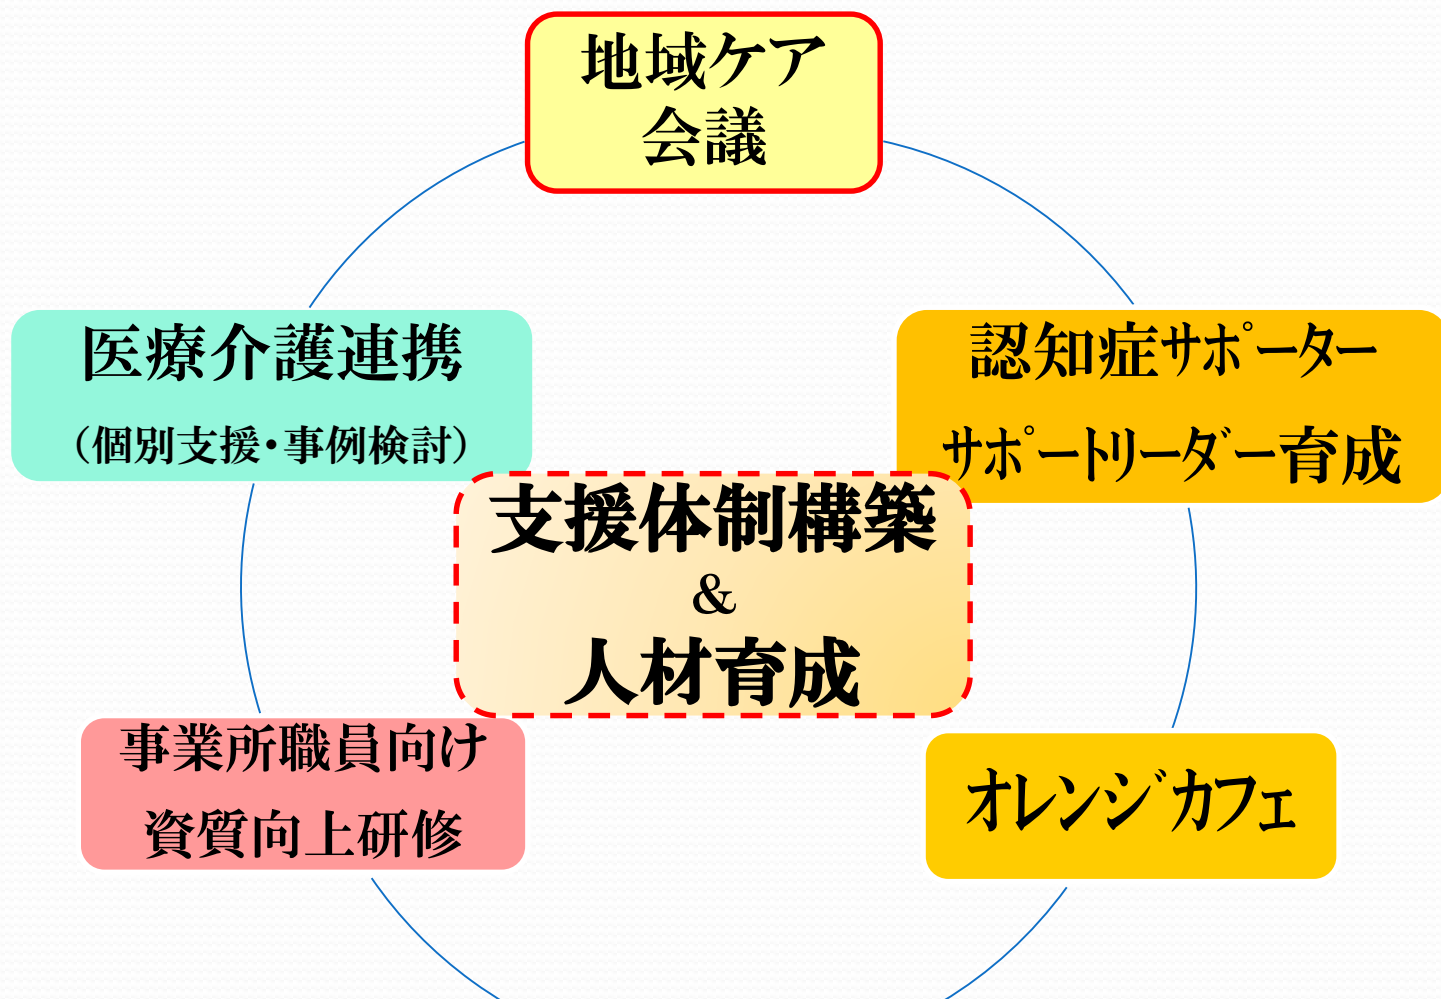 地域ケア
会議
医療介護連携
（個別支援・事例検討）
認知症ｻﾎﾟｰﾀｰ
ｻﾎﾟｰﾄﾘｰﾀﾞｰ育成
支援体制構築
&
人材育成
事業所職員向け
資質向上研修
ｵﾚﾝｼﾞｶﾌｪ